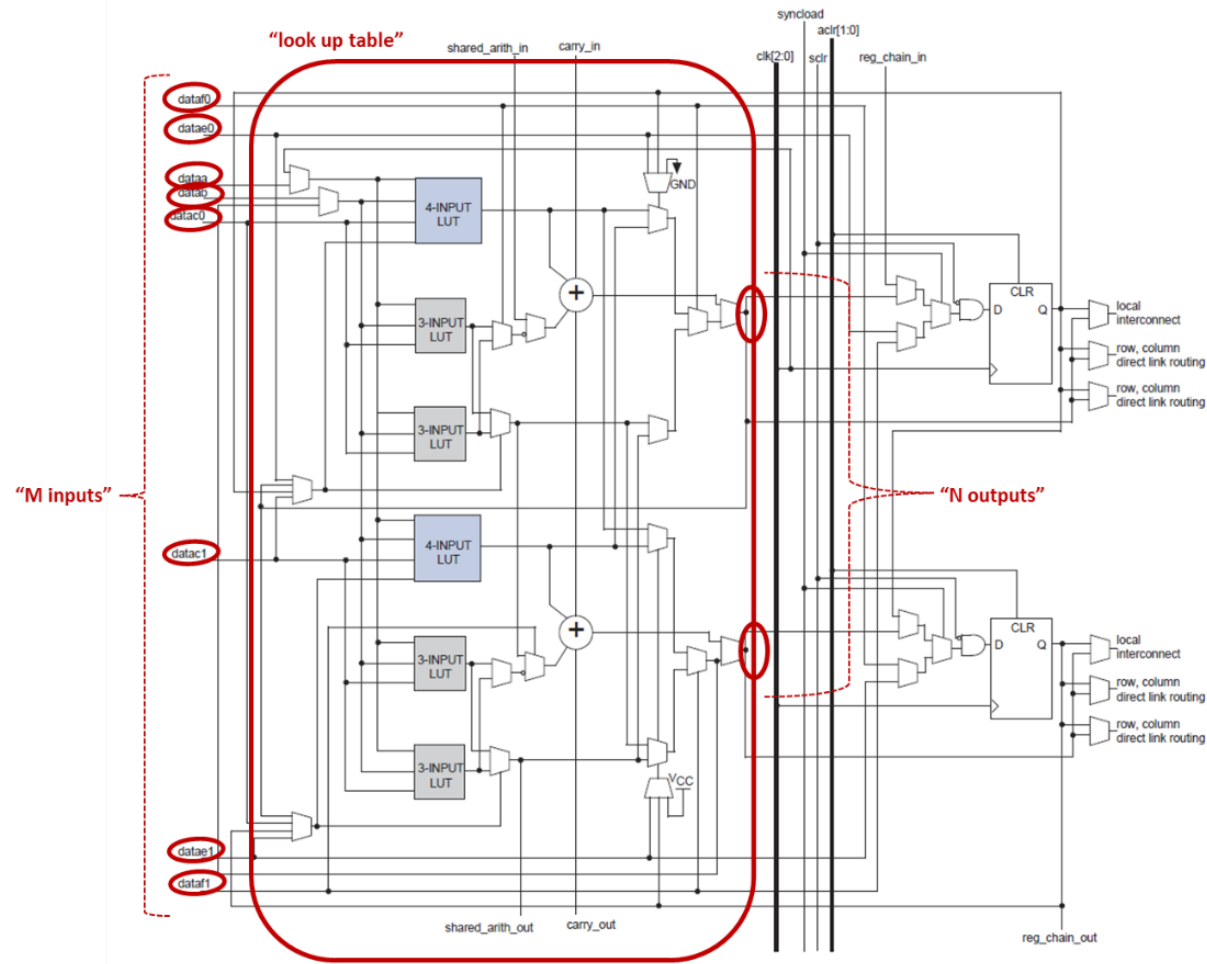 syncload
aclr[1:0]
“look up table”
shared_arith_in
carry_in
clk[2:0]
sclr
reg_chain_in
dataf0
datae0
dataa
datab
datac0
GND
4-INPUT
LUT
+
CLR
D
Q
local
interconnect
3-INPUT
LUT
row, column
direct link routing
row, column
direct link routing
3-INPUT
LUT
“M inputs”
“N outputs”
datac1
4-INPUT
LUT
+
CLR
D
Q
local
interconnect
3-INPUT
LUT
row, column
direct link routing
row, column
direct link routing
3-INPUT
LUT
VCC
datae1
dataf1
shared_arith_out
carry_out
reg_chain_out